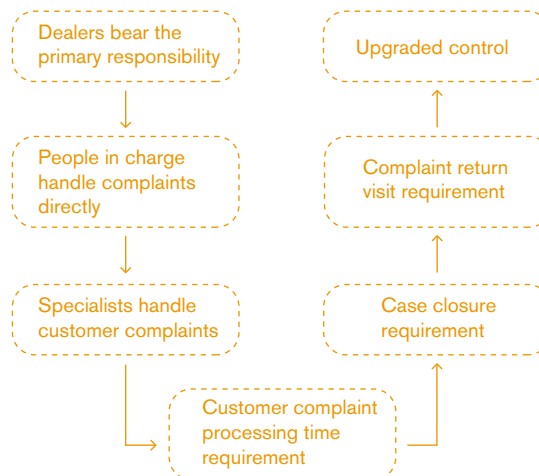 Dealers bear the
primary responsibility
People in charge
handle complaints
directly
Specialists handle
customer complaints
Customer complaint
processing time
requirement
Case closure
requirement
Complaint return
visit requirement
Upgraded control